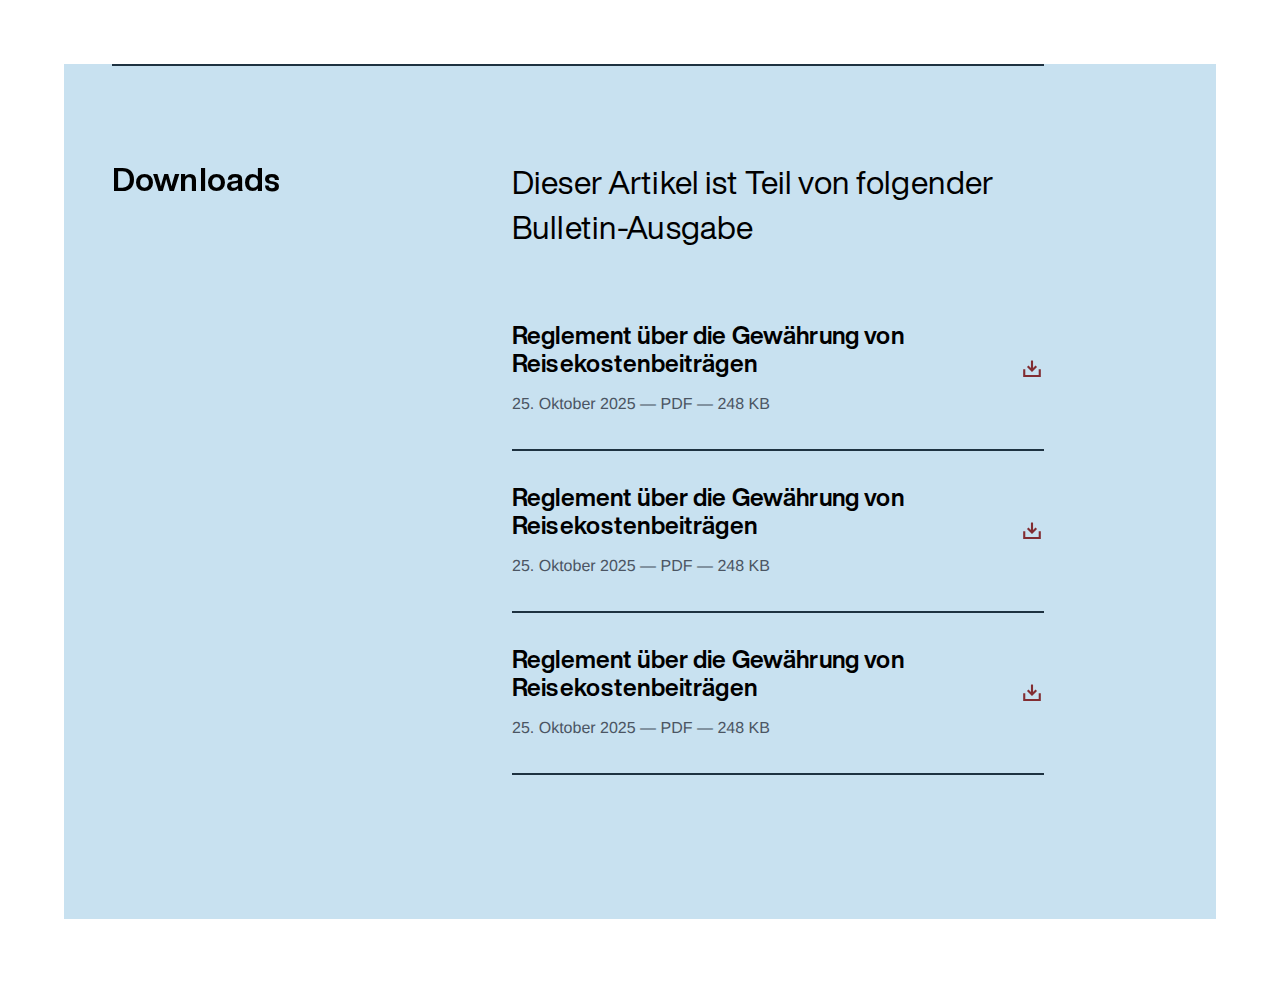 Downloads
Dieser Artikel ist Teil von folgender
Bulletin-Ausgabe
Reglement über die Gewährung von
Reisekostenbeiträgen
25. Oktober 2025 — PDF — 248 KB
Reglement über die Gewährung von
Reisekostenbeiträgen
25. Oktober 2025 — PDF — 248 KB
Reglement über die Gewährung von
Reisekostenbeiträgen
25. Oktober 2025 — PDF — 248 KB